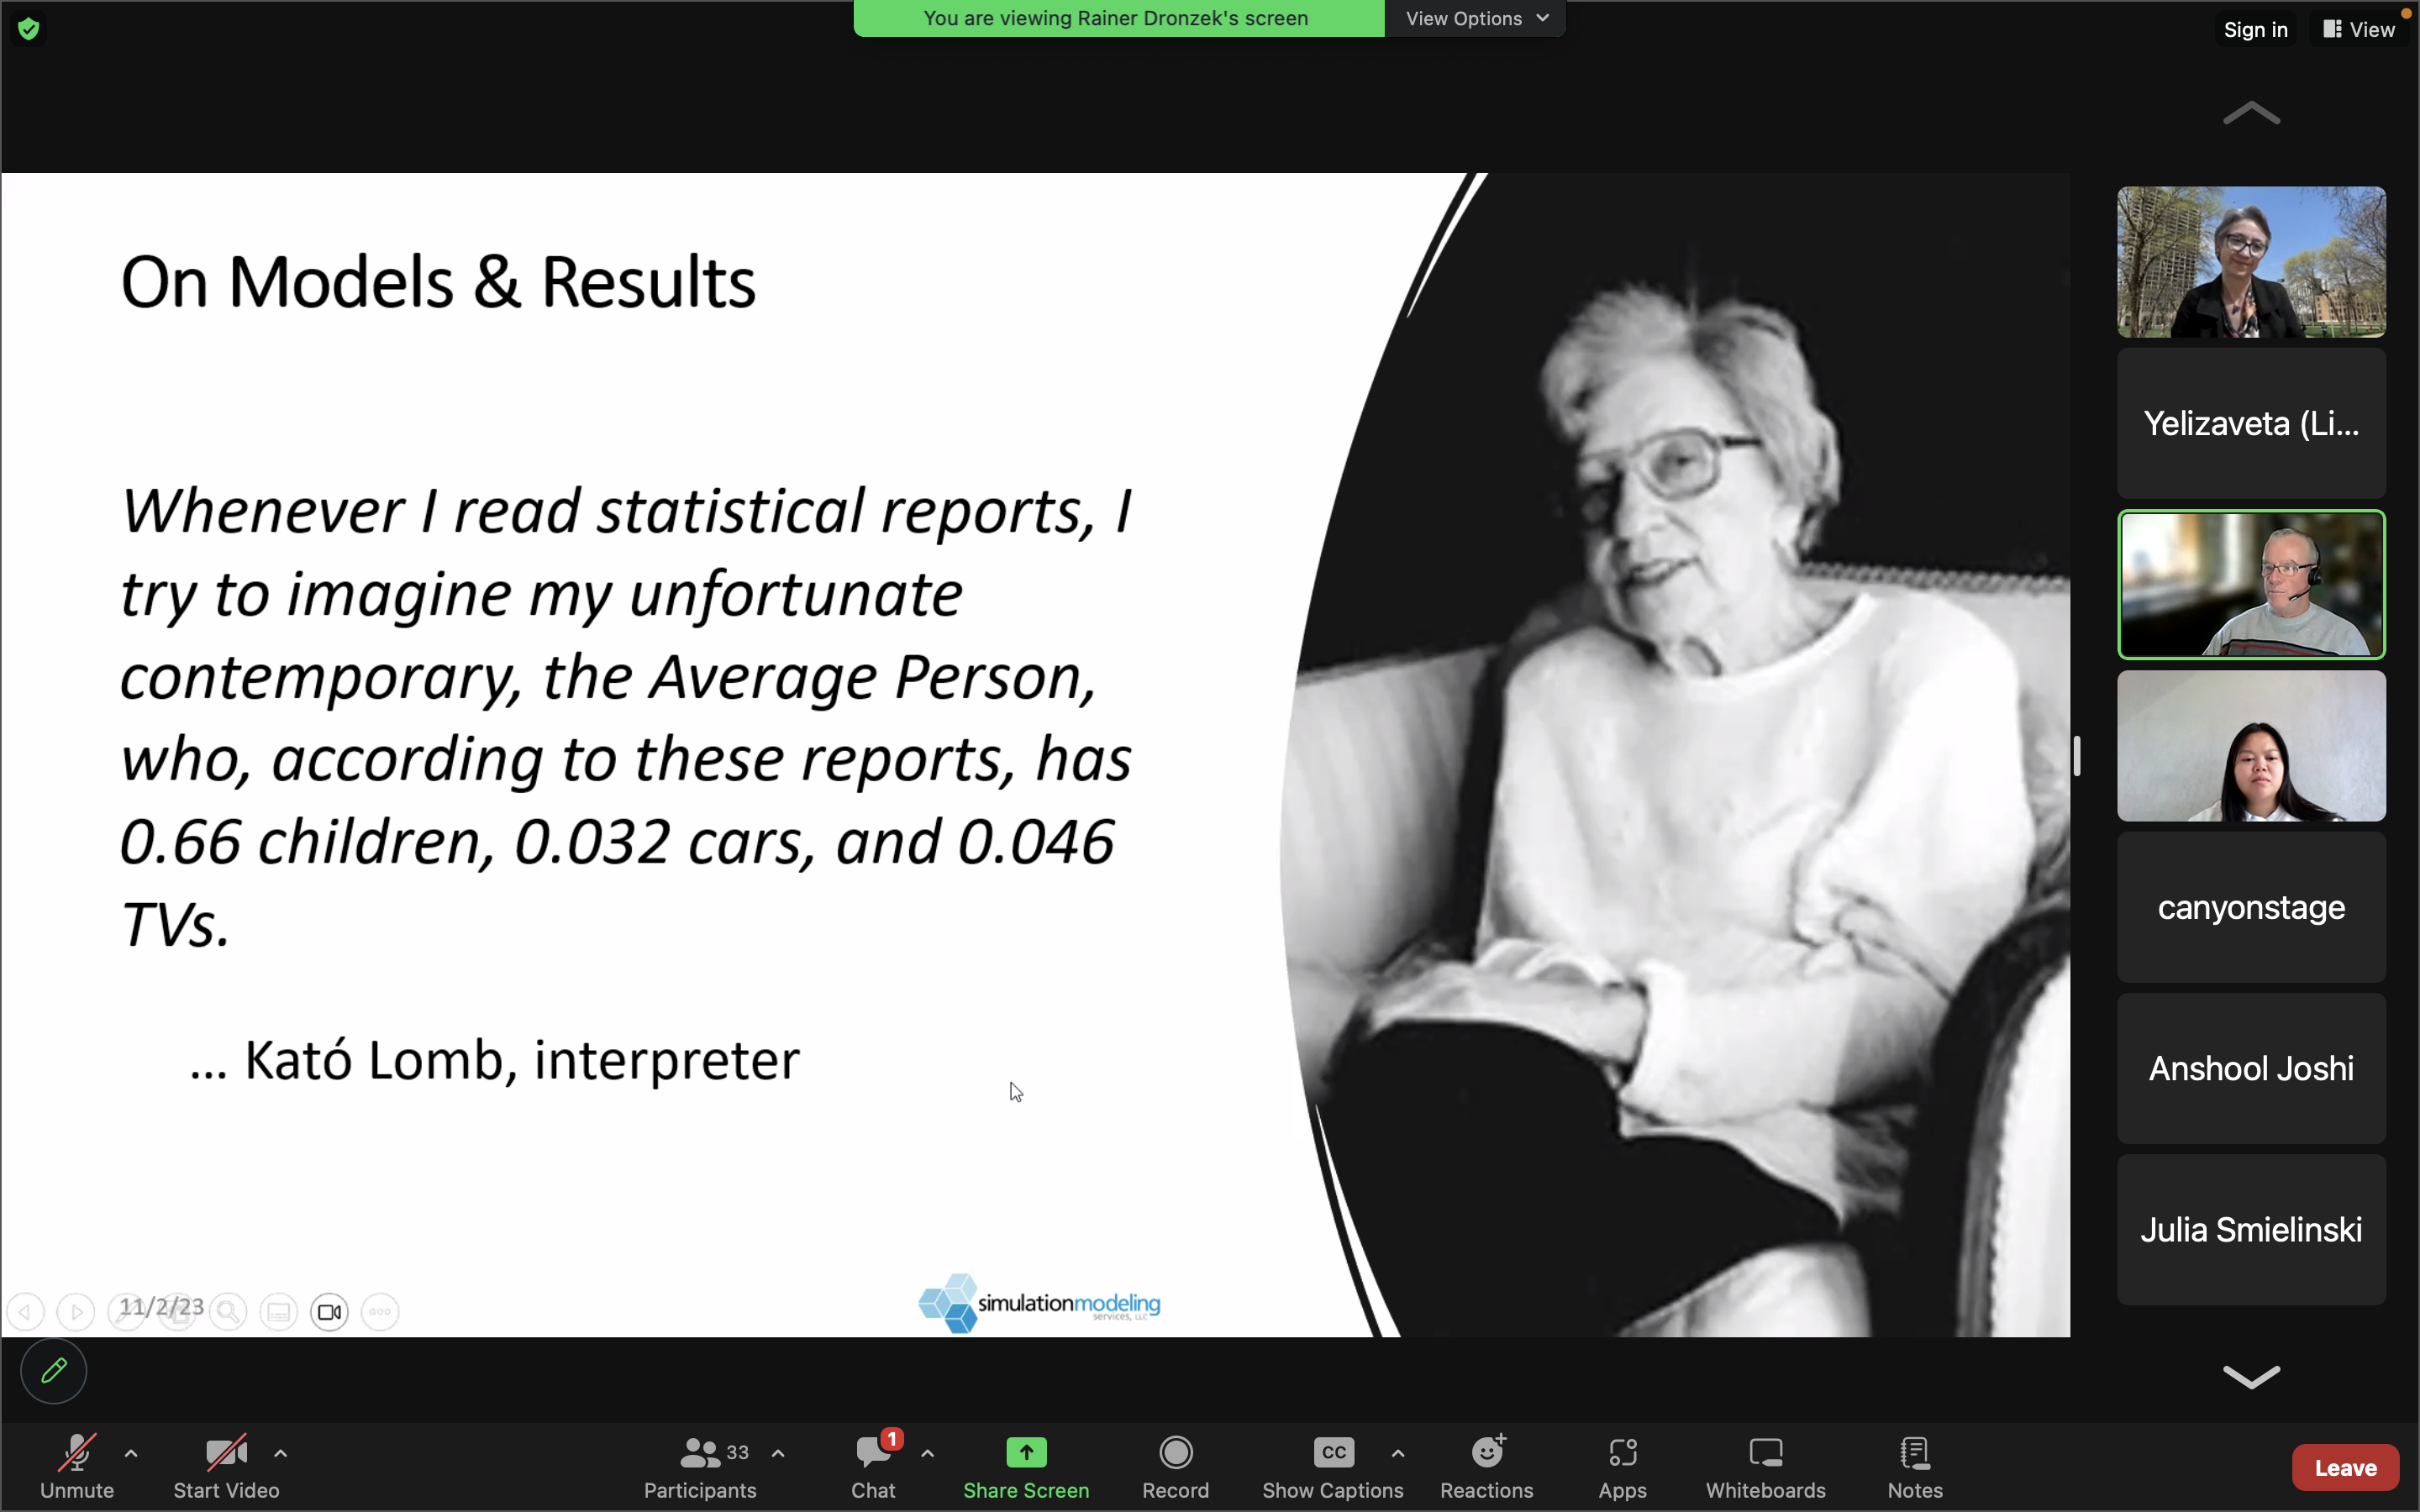 You are viewing Rainer Dronzek's screen
View Options
Sign in
View
On Models & Results
Whenever I read statistical reports, I
try to imagine my unfortunate
contemporary, the Average Person,
who, according to these reports, has
0.66 children, 0.032 cars, and 0.046
TVs.
... Kató Lomb, interpreter
11/2/23
simulationmodeling
services, LLC
Yelizaveta (Li...
canyonstage
Anshool Joshi
Julia Smielinski
Unmute
Start Video
33
Participants
1
Chat
Share Screen
Record
CC
Show Captions
Reactions
Apps
Whiteboards
Notes
Leave